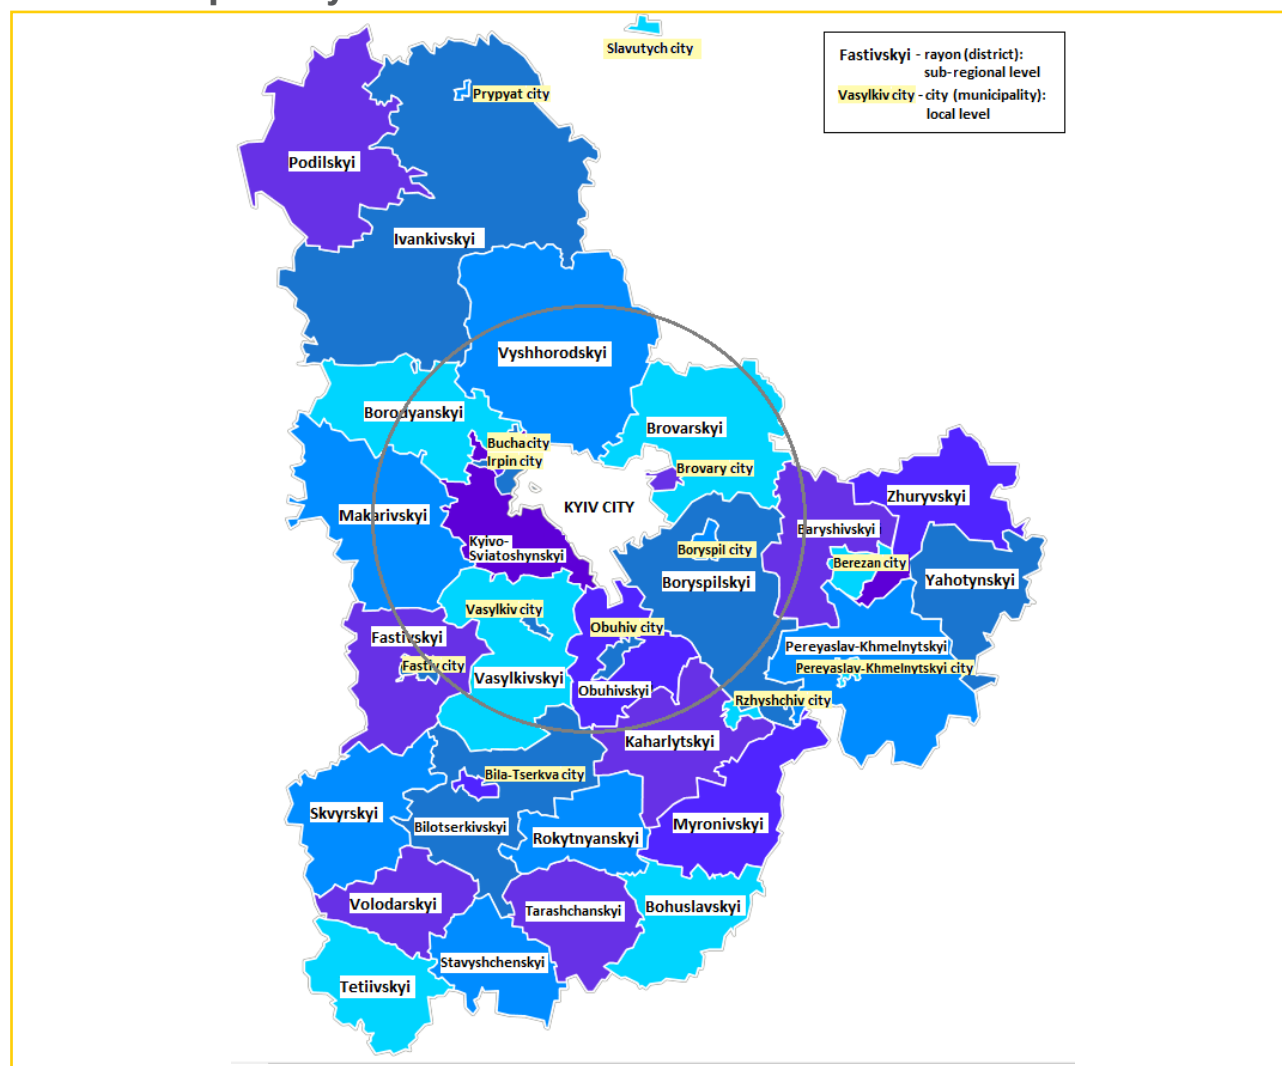 Slavutych city
Fastivskyi - rayon (district):
sub-regional level
Vasylkiv city - city (municipality):
local level
Prypyat city
Podilskyi
Ivankivskyi
Vyshhorodskyi
Borodyanskyi
Brovarskyi
Bucha city
Irpin city
Brovary city
Zhuryvskyi
KYIV CITY
Makarivskyi
Baryshivskyi
Kyivo-
Sviatoshynskyi
Boryspil city
Berezan city
Boryspilskyi
Yahotynskyi
Vasylkiv city
Obuhiv city
Fastivskyi
Pereyaslav-Khmelnytskyi
Fastiv city
Pereyaslav-Khmelnytskyi city
Vasylkivskyi
Obuhivskyi
Rzhyshchiv city
Kaharlytskyi
Bila-Tserkva city
Skvyrskyi
Bilotserkivskyi
Rokytnyanskyi
Myronivskyi
Volodarskyi
Tarashchanskyi
Bohuslavskyi
Stavyshchenskyi
Tetiivskyi